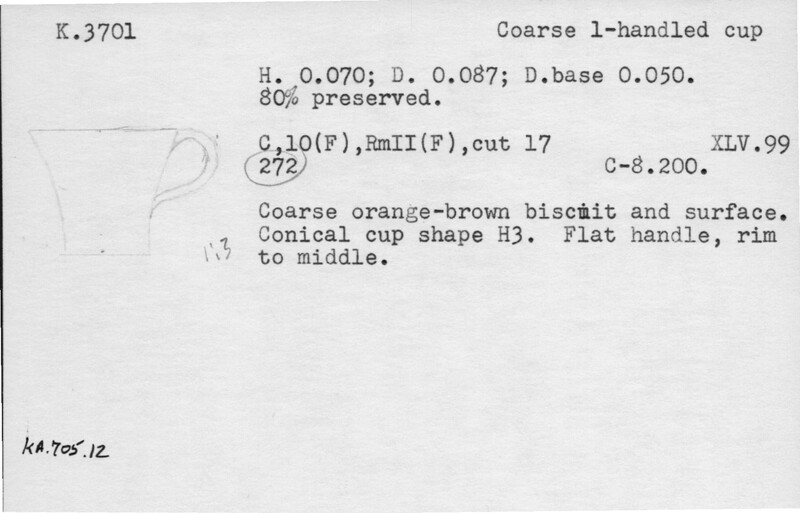 K.3701 Coarse 1-handled cup
H. 0.070; D. 0.087; D.base 0.050.
80% preserved.
C,10(F),RmII(F),cut 17 XLV.99
272 C-8.200.
Coarse orange-brown biscuit and surface.
Conical cup shape H3. Flat handle, rim
to middle.
1:3
KA.705.12